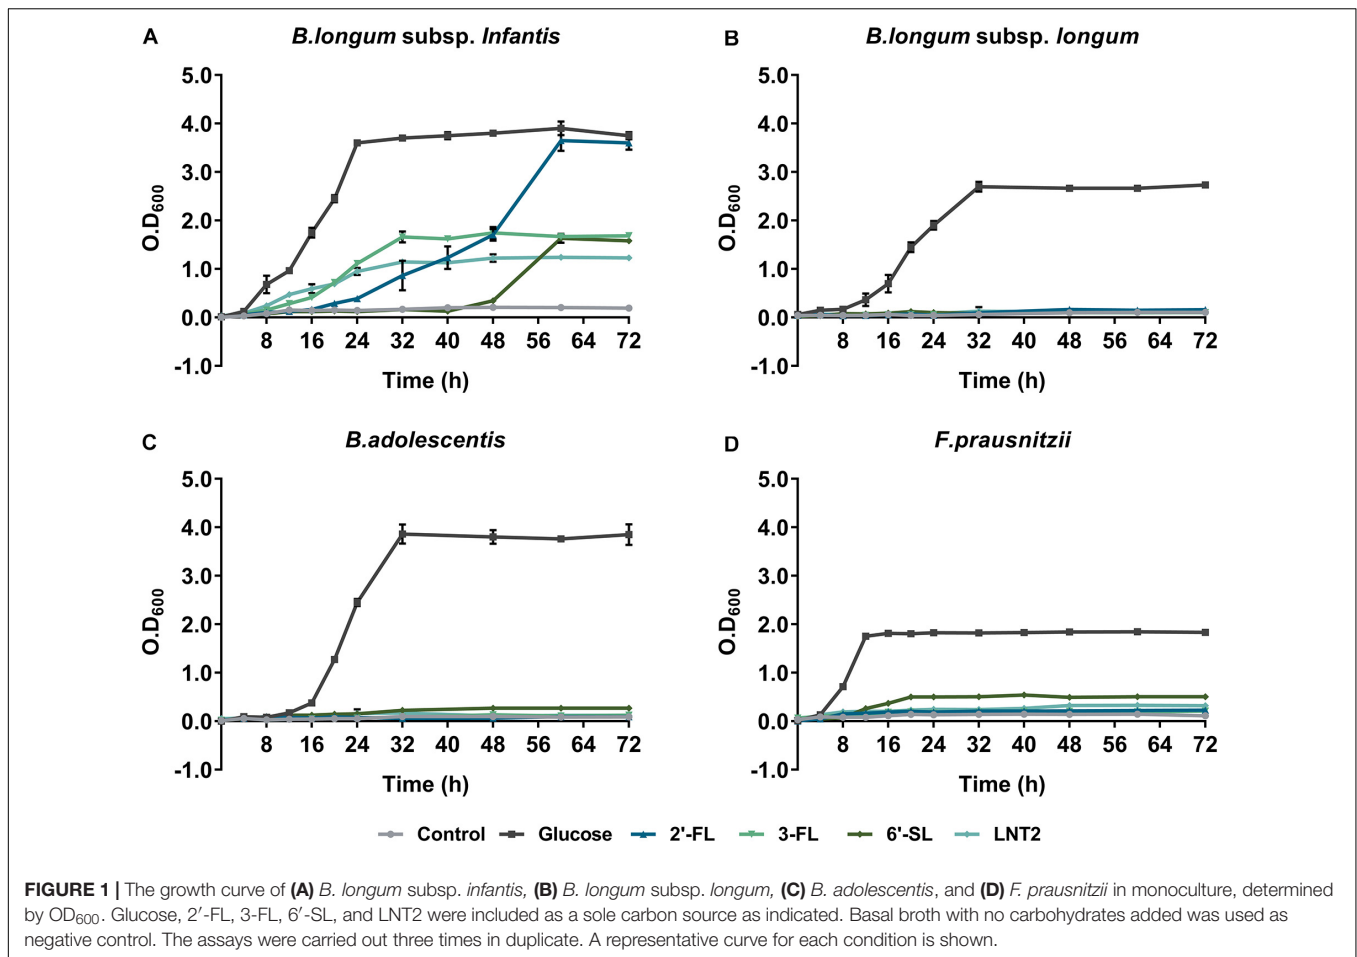 A B.longum subsp. Infantis
5.0
4.0
3.0
2.0
1.0
0.0
-1.0
O.D600
8 16 24 32 40 48 56 64 72
Time (h)
B B.longum subsp. longum
5.0
4.0
3.0
2.0
1.0
0.0
-1.0
O.D600
8 16 24 32 40 48 56 64 72
Time (h)
C B.adolescentis
5.0
4.0
3.0
2.0
1.0
0.0
-1.0
O.D600
8 16 24 32 40 48 56 64 72
Time (h)
D F.prausnitzii
5.0
4.0
3.0
2.0
1.0
0.0
-1.0
O.D600
8 16 24 32 40 48 56 64 72
Time (h)
Control Glucose 2'-FL 3-FL 6'-SL LNT2
FIGURE 1 | The growth curve of (A) B. longum subsp. infantis, (B) B. longum subsp. longum, (C) B. adolescentis, and (D) F. prausnitzii in monoculture, determined
by OD600. Glucose, 2′-FL, 3-FL, 6′-SL, and LNT2 were included as a sole carbon source as indicated. Basal broth with no carbohydrates added was used as
negative control. The assays were carried out three times in duplicate. A representative curve for each condition is shown.